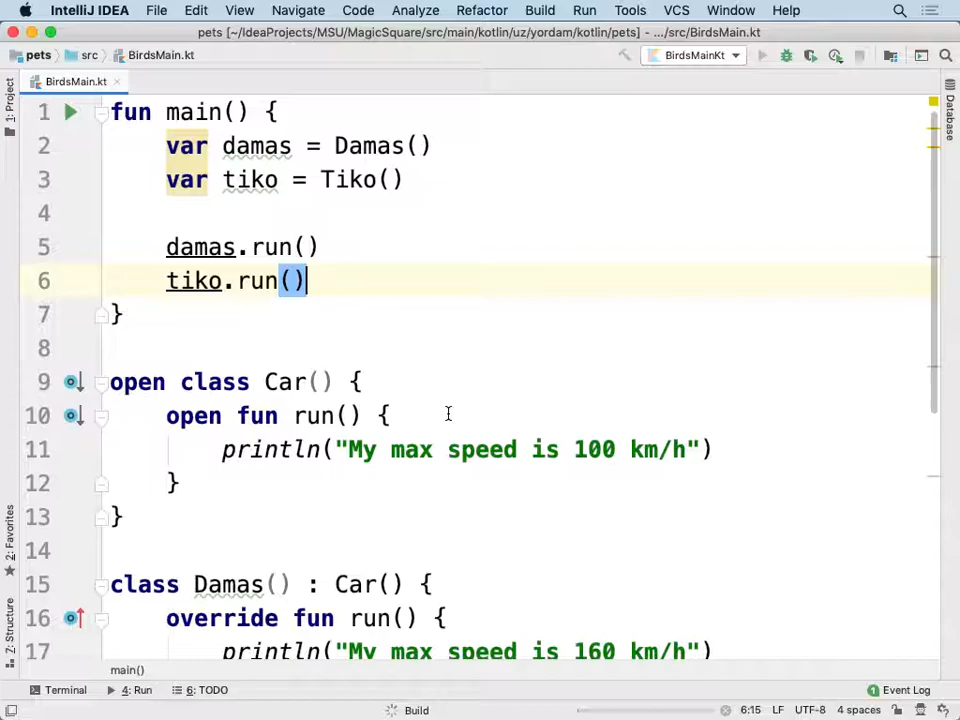 IntelliJ IDEA File Edit View Navigate Code Analyze Refactor Build Run Tools VCS Window Help
pets [~/IdeaProjects/MSU/MagicSquare/src/main/kotlin/uz/yordam/kotlin/pets] - .../src/BirdsMain.kt
pets src BirdsMain.kt BirdsMainKt
BirdsMain.kt
1: Project
2: Favorites
7: Structure
Database
1 fun main() {
2 var damas = Damas()
3 var tiko = Tiko()
4
5 damas.run()
6 tiko.run()
7 }
8
9 open class Car() {
10 open fun run() {
11 println("My max speed is 100 km/h")
12 }
13 }
14
15 class Damas() : Car() {
16 override fun run() {
17 println("My max speed is 160 km/h")
main()
Terminal 4: Run 6: TODO 1 Event Log
Build 6:15 LF UTF-8 4 spaces